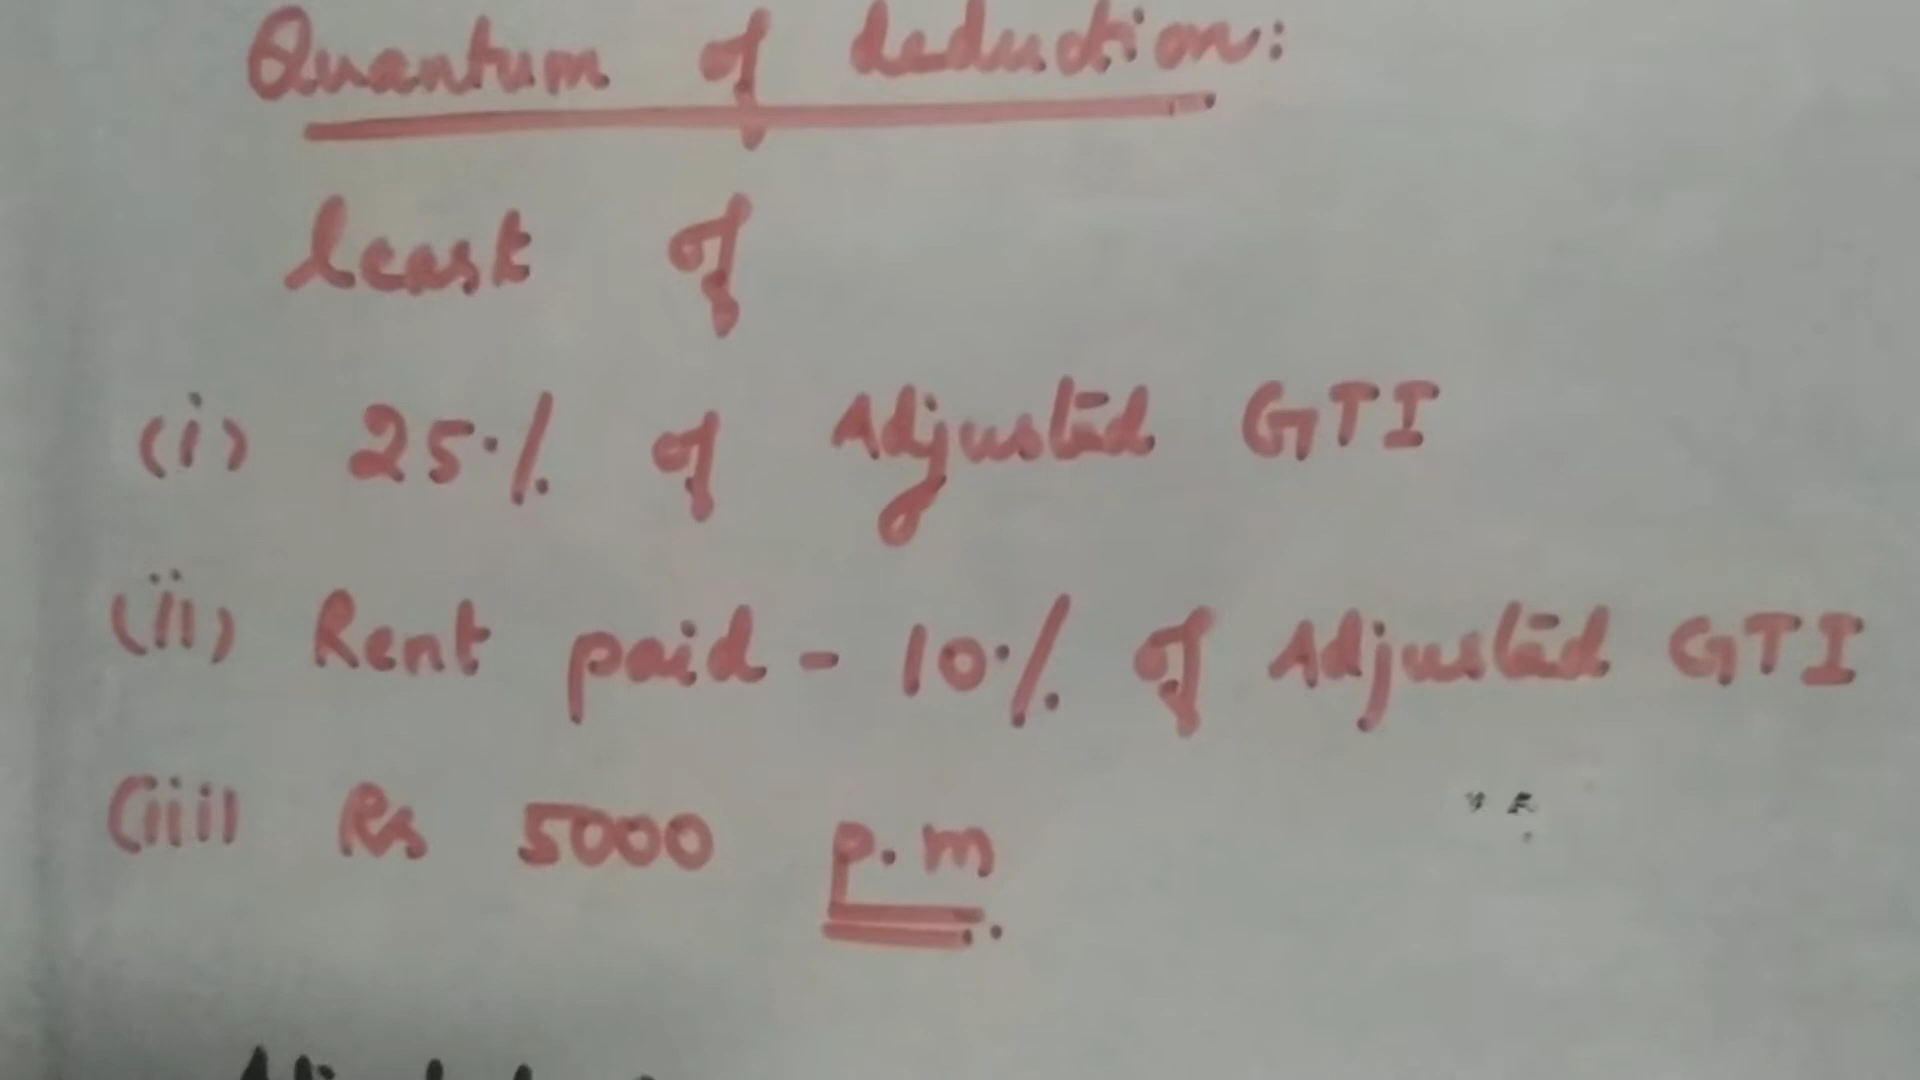 Quantum of deduction:
least of
(i) 25% of Adjusted GTI
(ii) Rent paid - 10% of Adjusted GTI
(iii) Rs 5000 p.m.